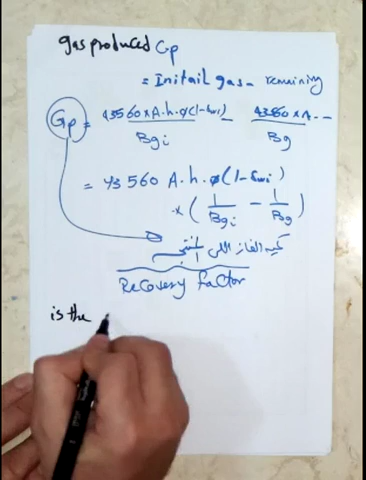 gas produced Gp
= Initail gas - remaining
Gp = 43560 x A.h.ø(1-Swi) / Bgi - 43560 x A.-- / Bg
= 43560 A.h.ø(1-Swi)
x (1/Bgi - 1/Bg)
كميه الغاز اللي
Recovery factor
is the